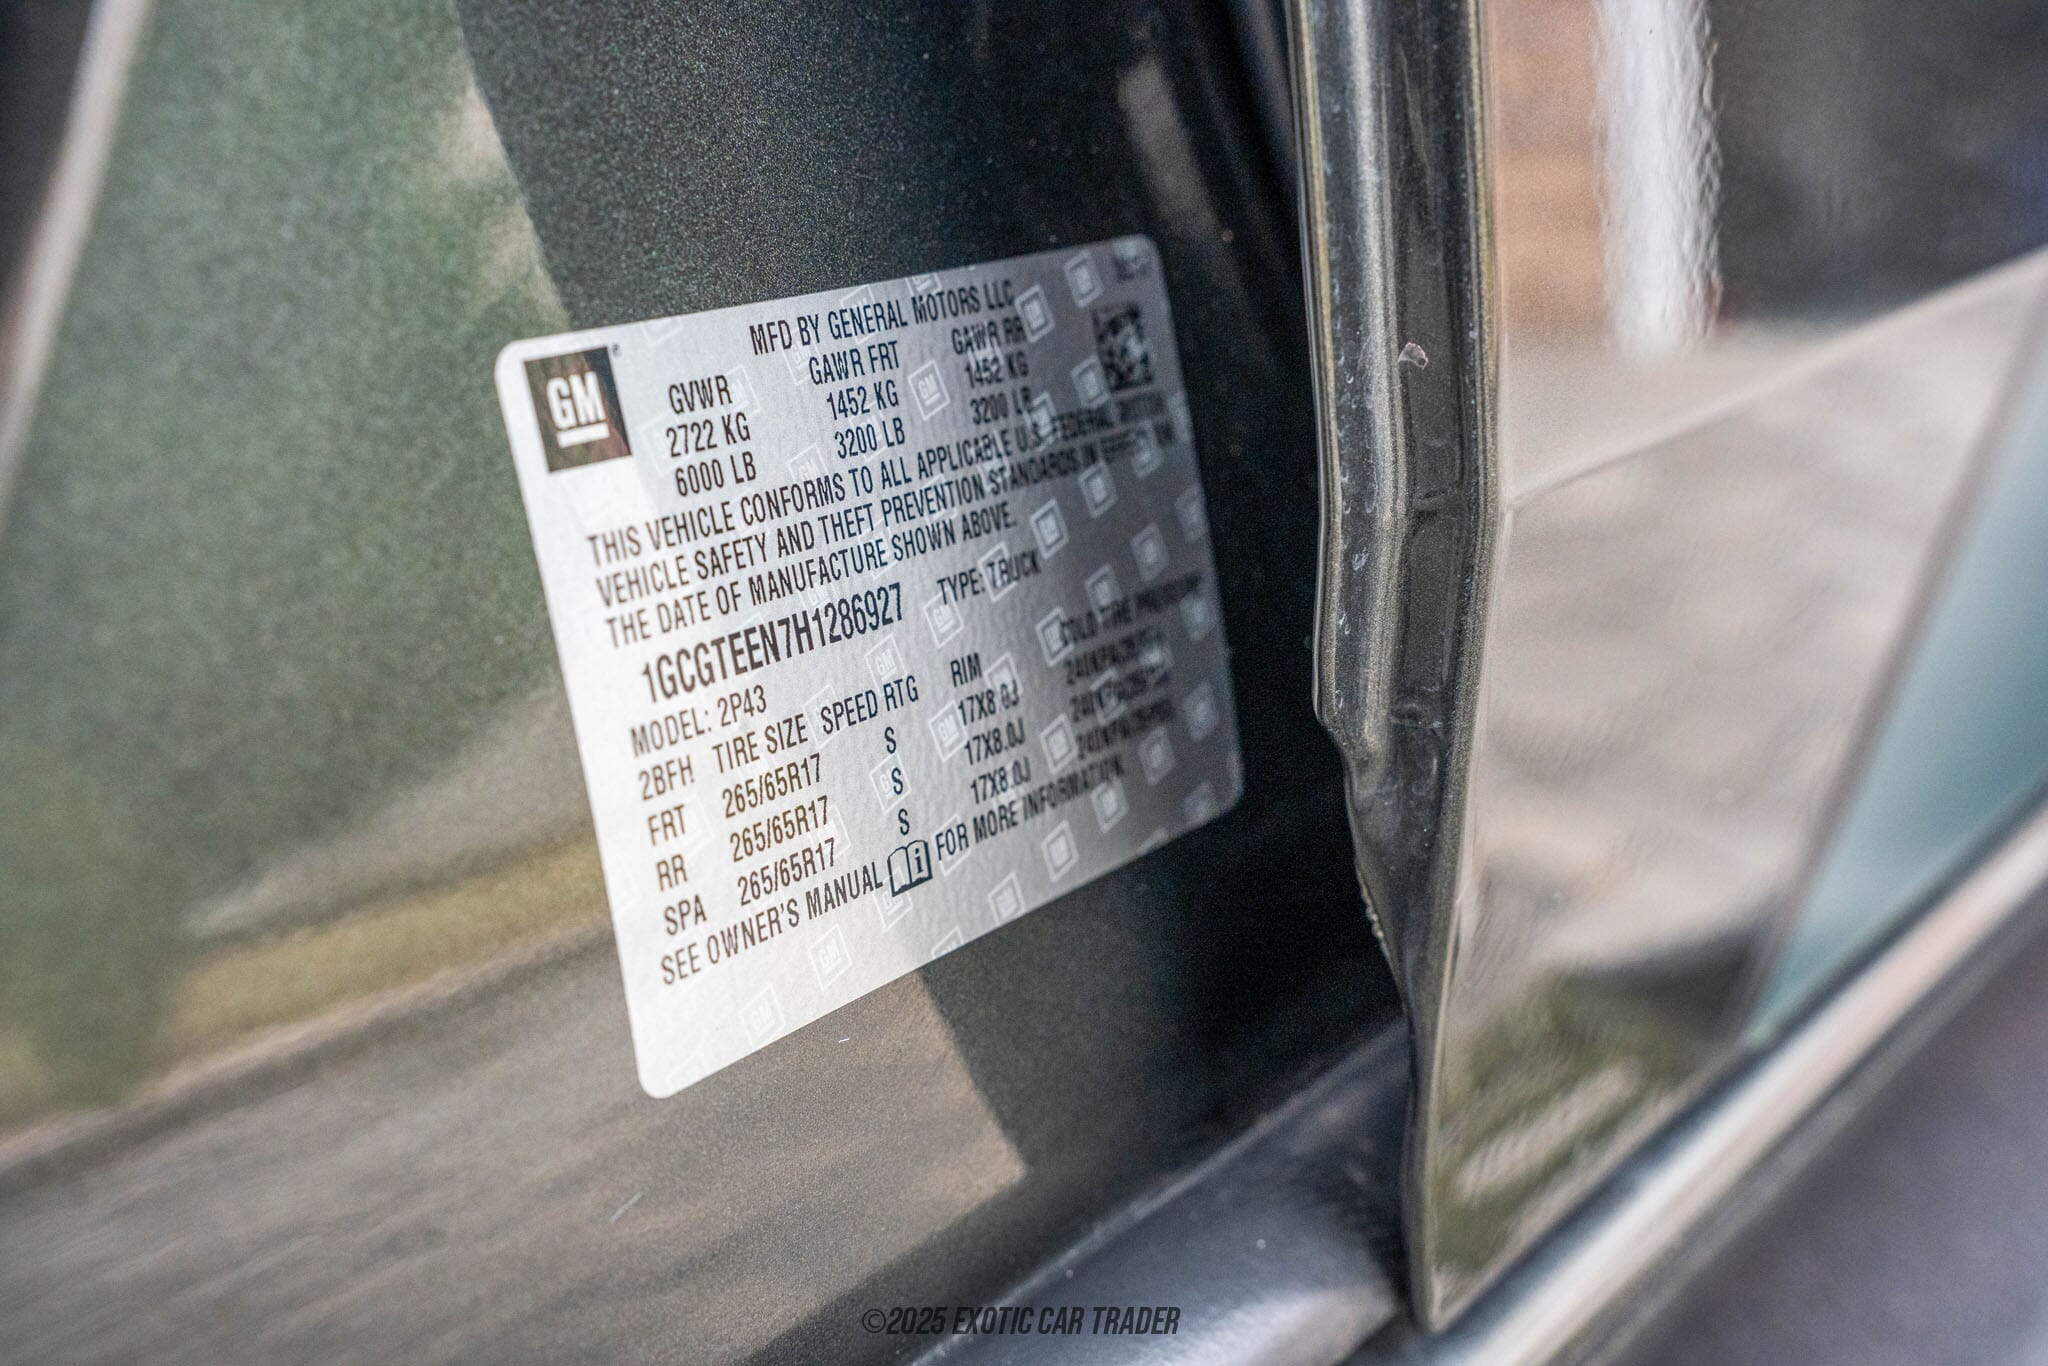 MFD BY GENERAL MOTORS LLC
GM
GVWR GAWR FRT GAWR RR
2722 KG 1452 KG 1452 KG
6000 LB 3200 LB 3200 LB
THIS VEHICLE CONFORMS TO ALL APPLICABLE U.S. FEDERAL MOTOR
VEHICLE SAFETY AND THEFT PREVENTION STANDARDS IN EFFECT ON
THE DATE OF MANUFACTURE SHOWN ABOVE.
1GCGTEEN7H1286927 TYPE: TRUCK
MODEL: 2P43
2BFH TIRE SIZE SPEED RTG RIM COLD TIRE PRESSURE
FRT 265/65R17 S 17X8.0J
RR 265/65R17 S 17X8.0J
SPA 265/65R17 S 17X8.0J
SEE OWNER'S MANUAL FOR MORE INFORMATION.
©2025 EXOTIC CAR TRADER